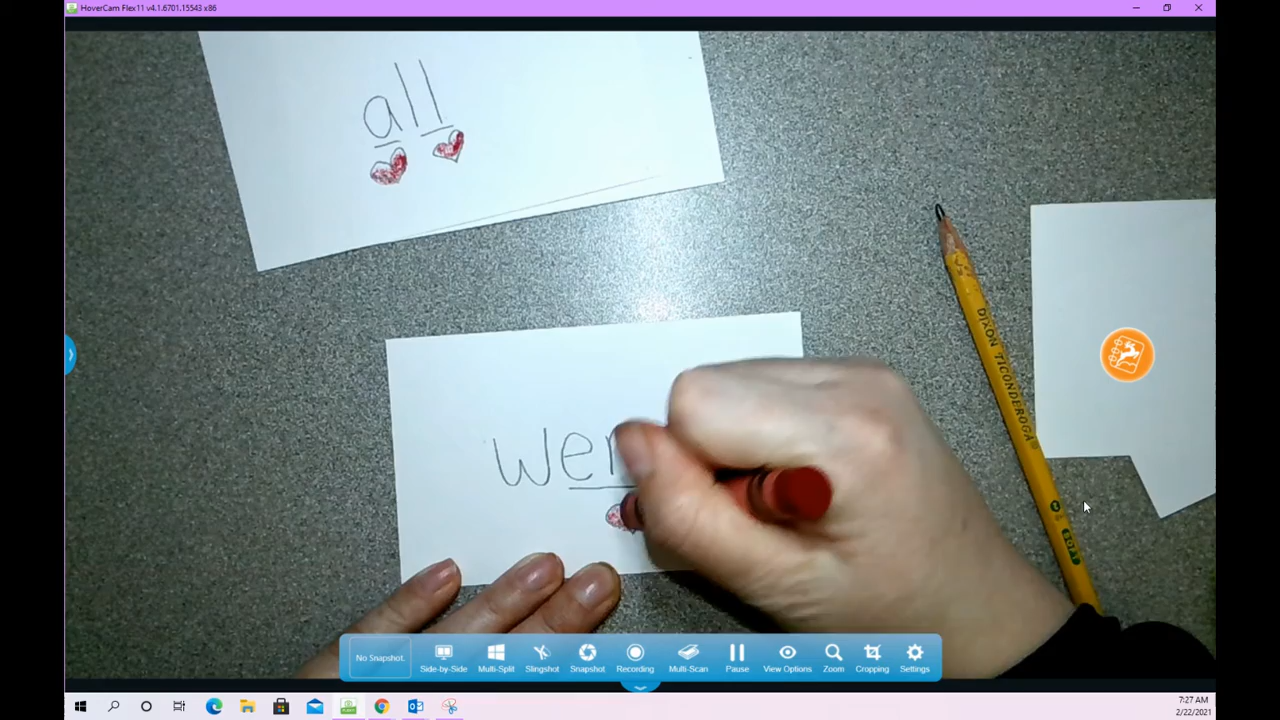 HoverCam Flex11 v4.1.6701.15543 x86
all
DIXON TICONDEROGA
No Snapshot.
Side-by-Side
Multi-Split
Slingshot
Snapshot
Recording
Multi-Scan
Pause
View Options
Zoom
Cropping
Settings
7:27 AM
2/22/2021